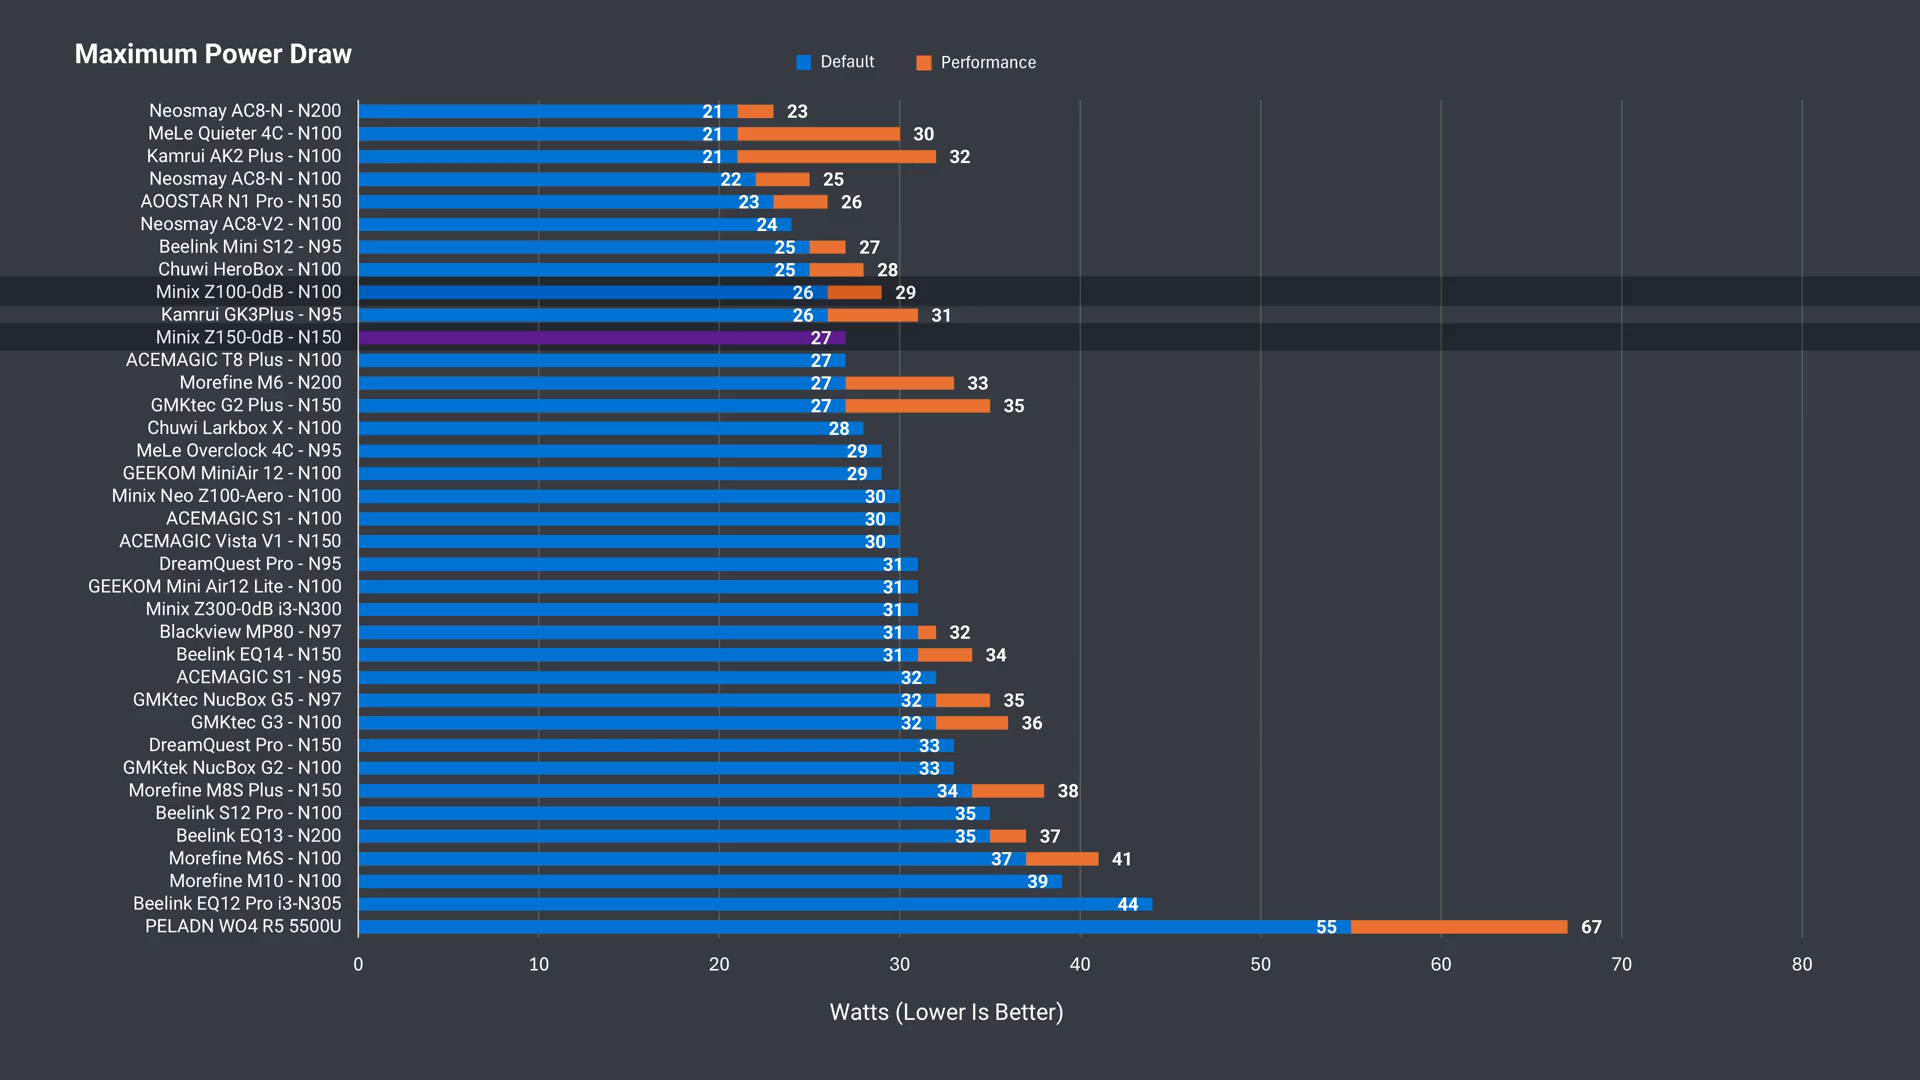 Maximum Power Draw
Default Performance
Neosmay AC8-N - N200 21 23
MeLe Quieter 4C - N100 21 30
Kamrui AK2 Plus - N100 21 32
Neosmay AC8-N - N100 22 25
AOOSTAR N1 Pro - N150 23 26
Neosmay AC8-V2 - N100 24
Beelink Mini S12 - N95 25 27
Chuwi HeroBox - N100 25 28
Minix Z100-0dB - N100 26 29
Kamrui GK3Plus - N95 26 31
Minix Z150-0dB - N150 27
ACEMAGIC T8 Plus - N100 27
Morefine M6 - N200 27 33
GMKtec G2 Plus - N150 27 35
Chuwi Larkbox X - N100 28
MeLe Overclock 4C - N95 29
GEEKOM MiniAir 12 - N100 29
Minix Neo Z100-Aero - N100 30
ACEMAGIC S1 - N100 30
ACEMAGIC Vista V1 - N150 30
DreamQuest Pro - N95 31
GEEKOM Mini Air12 Lite - N100 31
Minix Z300-0dB i3-N300 31
Blackview MP80 - N97 31 32
Beelink EQ14 - N150 31 34
ACEMAGIC S1 - N95 32
GMKtec NucBox G5 - N97 32 35
GMKtec G3 - N100 32 36
DreamQuest Pro - N150 33
GMKtek NucBox G2 - N100 33
Morefine M8S Plus - N150 34 38
Beelink S12 Pro - N100 35
Beelink EQ13 - N200 35 37
Morefine M6S - N100 37 41
Morefine M10 - N100 39
Beelink EQ12 Pro i3-N305 44
PELADN WO4 R5 5500U 55 67
0 10 20 30 40 50 60 70 80
Watts (Lower Is Better)